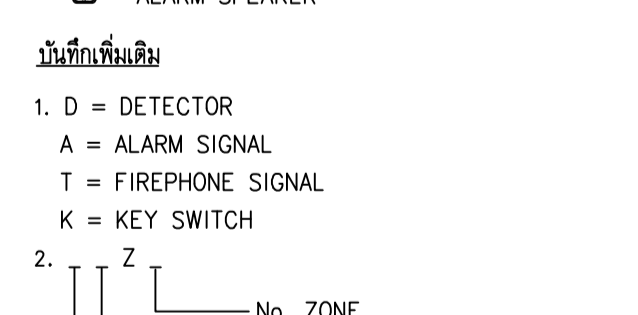 ALARM SPEAKER
บันทึกเพิ่มเติม
1. D = DETECTOR
A = ALARM SIGNAL
T = FIREPHONE SIGNAL
K = KEY SWITCH
2. Z
No. ZONE